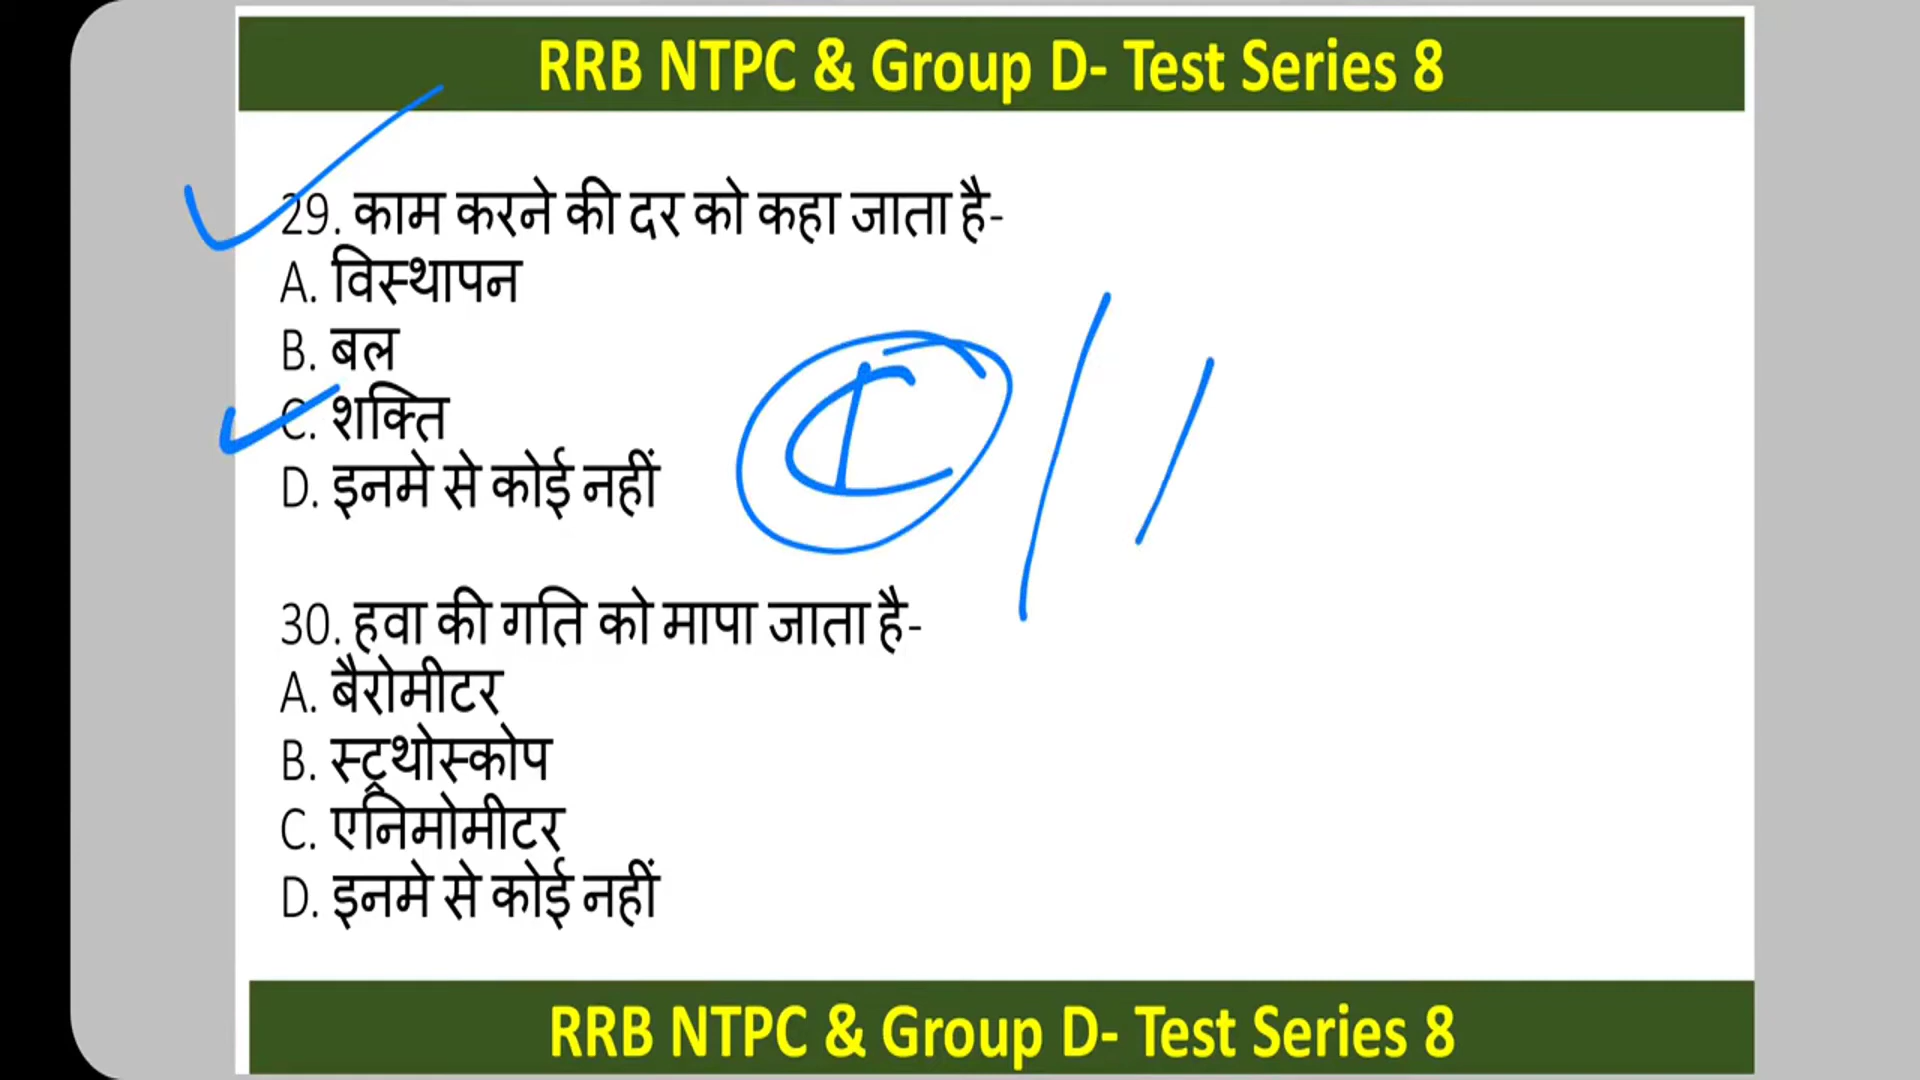 RRB NTPC & Group D- Test Series 8
29. काम करने की दर को कहा जाता है-
A. विस्थापन
B. बल
C. शक्ति
D. इनमे से कोई नहीं
C
30. हवा की गति को मापा जाता है-
A. बैरोमीटर
B. स्ट्रथोस्कोप
C. एनिमोमीटर
D. इनमे से कोई नहीं
RRB NTPC & Group D- Test Series 8